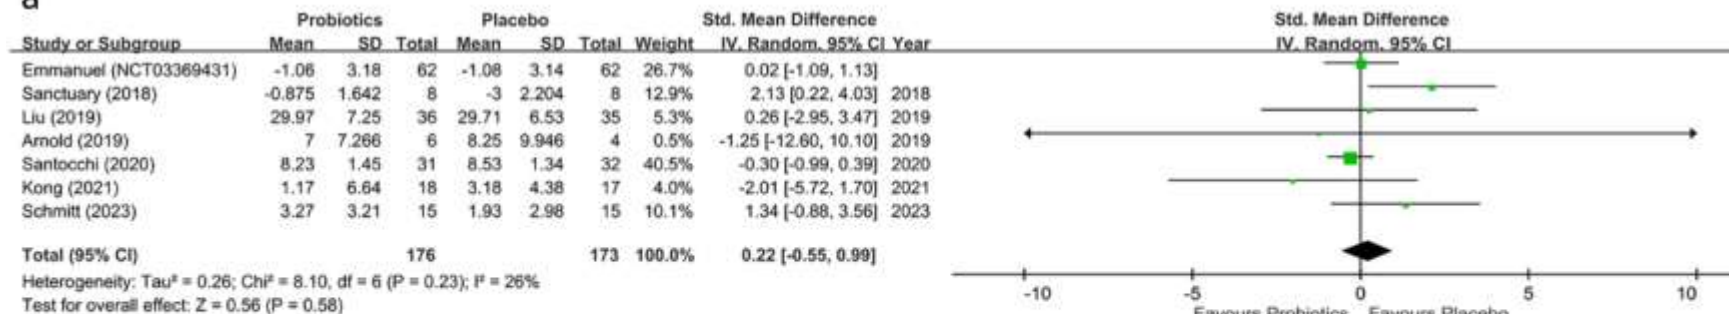 a
Probiotics Placebo Std. Mean Difference Std. Mean Difference
Study or Subgroup Mean SD Total Mean SD Total Weight IV. Random. 95% CI Year IV. Random. 95% CI
Emmanuel (NCT03369431) -1.06 3.18 62 -1.08 3.14 62 26.7% 0.02 [-1.09, 1.13]
Sanctuary (2018) -0.875 1.642 8 -3 2.204 8 12.9% 2.13 [0.22, 4.03] 2018
Liu (2019) 29.97 7.25 36 29.71 6.53 35 5.3% 0.26 [-2.95, 3.47] 2019
Arnold (2019) 7 7.266 6 8.25 9.946 4 0.5% -1.25 [-12.60, 10.10] 2019
Santocchi (2020) 8.23 1.45 31 8.53 1.34 32 40.5% -0.30 [-0.99, 0.39] 2020
Kong (2021) 1.17 6.64 18 3.18 4.38 17 4.0% -2.01 [-5.72, 1.70] 2021
Schmitt (2023) 3.27 3.21 15 1.93 2.98 15 10.1% 1.34 [-0.88, 3.56] 2023
Total (95% CI) 176 173 100.0% 0.22 [-0.55, 0.99]
Heterogeneity: Tau² = 0.26; Chi² = 8.10, df = 6 (P = 0.23); I² = 26%
Test for overall effect: Z = 0.56 (P = 0.58)
-10 -5 0 5 10
Favours Probiotics Favours Placebo